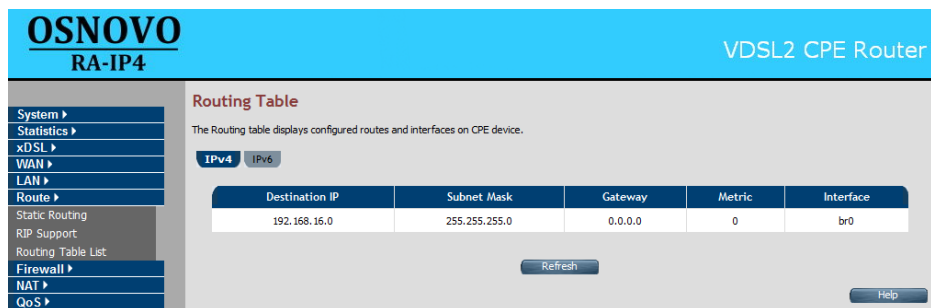 OSNOVO
RA-IP4
VDSL2 CPE Router
System
Statistics
xDSL
WAN
LAN
Route
Static Routing
RIP Support
Routing Table List
Firewall
NAT
QoS
Routing Table
The Routing table displays configured routes and interfaces on CPE device.
IPv4 IPv6
Destination IP Subnet Mask Gateway Metric Interface
192.168.16.0 255.255.255.0 0.0.0.0 0 br0
Refresh
Help